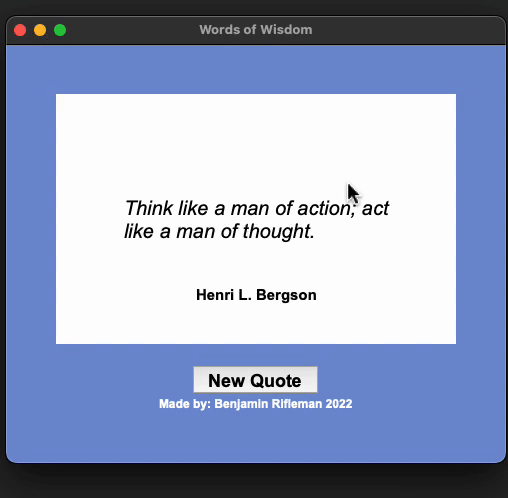 Words of Wisdom
Think like a man of action; act
like a man of thought.
Henri L. Bergson
New Quote
Made by: Benjamin Rifleman 2022